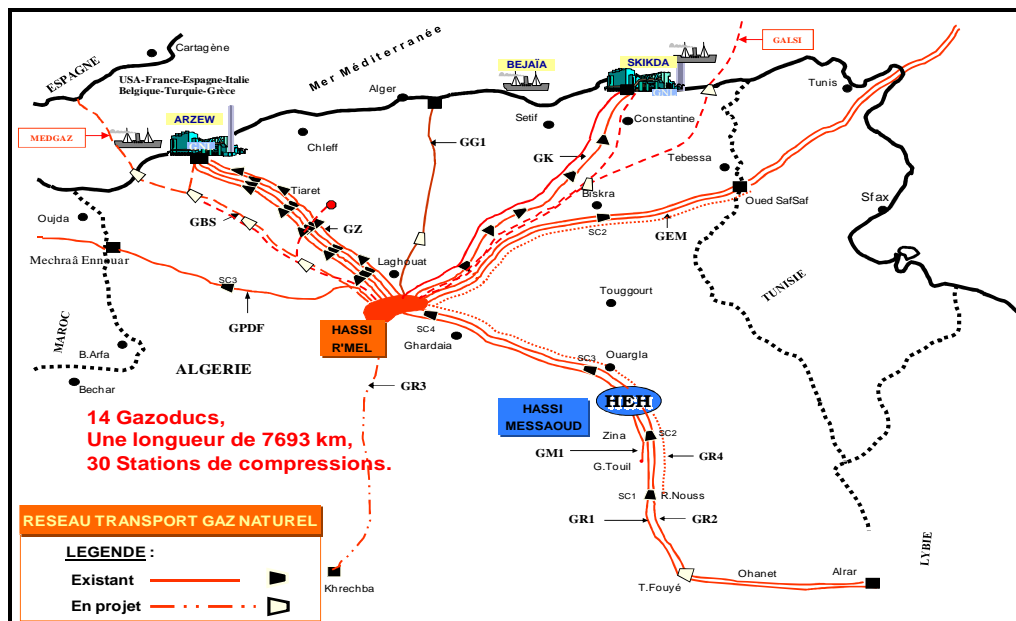 Cartagène
ESPAGNE
USA-France-Espagne-Italie
Belgique-Turquie-Grèce
Mer Méditerranée
GALSI
BEJAÏA
SKIKDA
GNL
Tunis
Alger
MEDGAZ
ARZEW
GNL
Chleff
Setif
Constantine
GG1
GK
Tebessa
Tiaret
Biskra
Oued SafSaf
Sfax
Oujda
GBS
GZ
SC2
GEM
Mechraâ Ennouar
Laghouat
SC3
TUNISIE
GPDF
Touggourt
MAROC
HASSI
R'MEL
SC4
Ghardaia
B.Arfa
ALGERIE
SC3
Ouargla
Bechar
GR3
HEH
HASSI
MESSAOUD
14 Gazoducs,
Une longueur de 7693 km,
30 Stations de compressions.
Zina
SC2
GM1
G.Touil
GR4
SC1
R.Nouss
GR1
GR2
RESEAU TRANSPORT GAZ NATUREL
LEGENDE :
Existant
En projet
Khrechba
T.Fouyé
Ohanet
Alrar
LYBIE